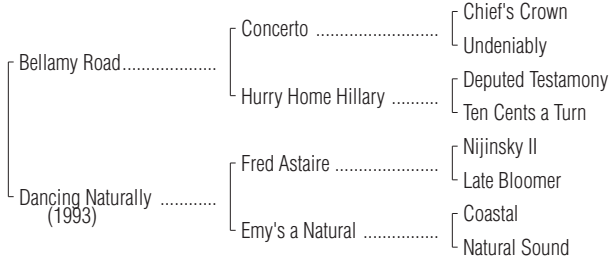 Chief's Crown
Concerto ........................
Undeniably
Bellamy Road...................
Deputed Testamony
Hurry Home Hillary ..........
Ten Cents a Turn
Nijinsky II
Fred Astaire .....................
Late Bloomer
Dancing Naturally ............
(1993)
Coastal
Emy's a Natural ................
Natural Sound